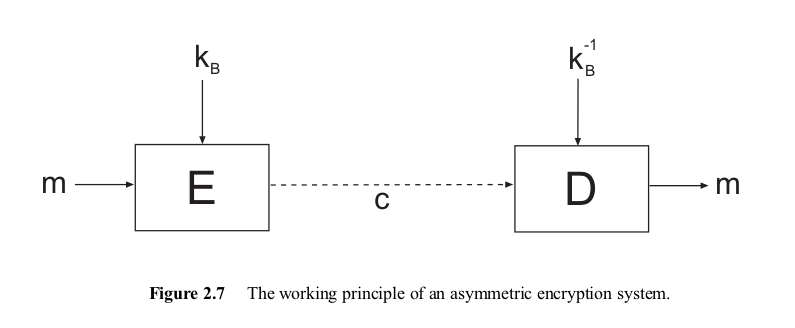 k_B
k_B^-1
m
E
c
D
m
Figure 2.7 The working principle of an asymmetric encryption system.